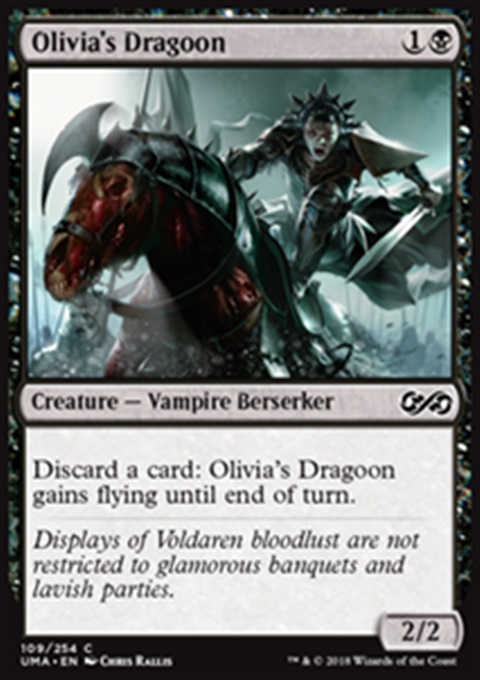 Olivia's Dragoon 1
Creature — Vampire Berserker
Discard a card: Olivia's Dragoon
gains flying until end of turn.
Displays of Voldaren bloodlust are not
restricted to glamorous banquets and
lavish parties.
2/2
109/254 C
UMA • EN Chris Rallis
™ & © 2018 Wizards of the Coast